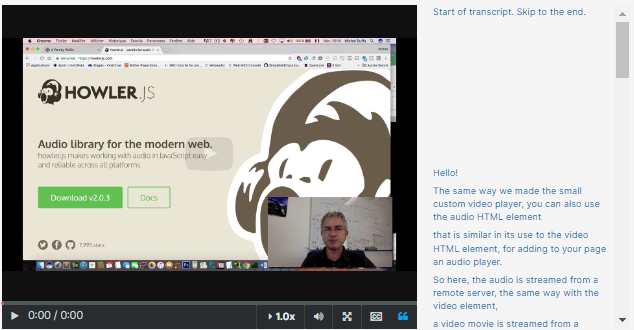 Start of transcript. Skip to the end.
HOWLER.JS
Audio library for the modern web.
howler.js makes working with audio in JavaScript easy
and reliable across all platforms.
Download v2.0.3
Docs
7,993 stars
0:00 / 0:00
1.0x
CC
Hello!
The same way we made the small
custom video player, you can also
use the audio HTML element
that is similar in its use to the video
HTML element, for adding to your page
an audio player.
So here, the audio is streamed from a
remote server, the same way with the
video element,
a video movie is streamed from a